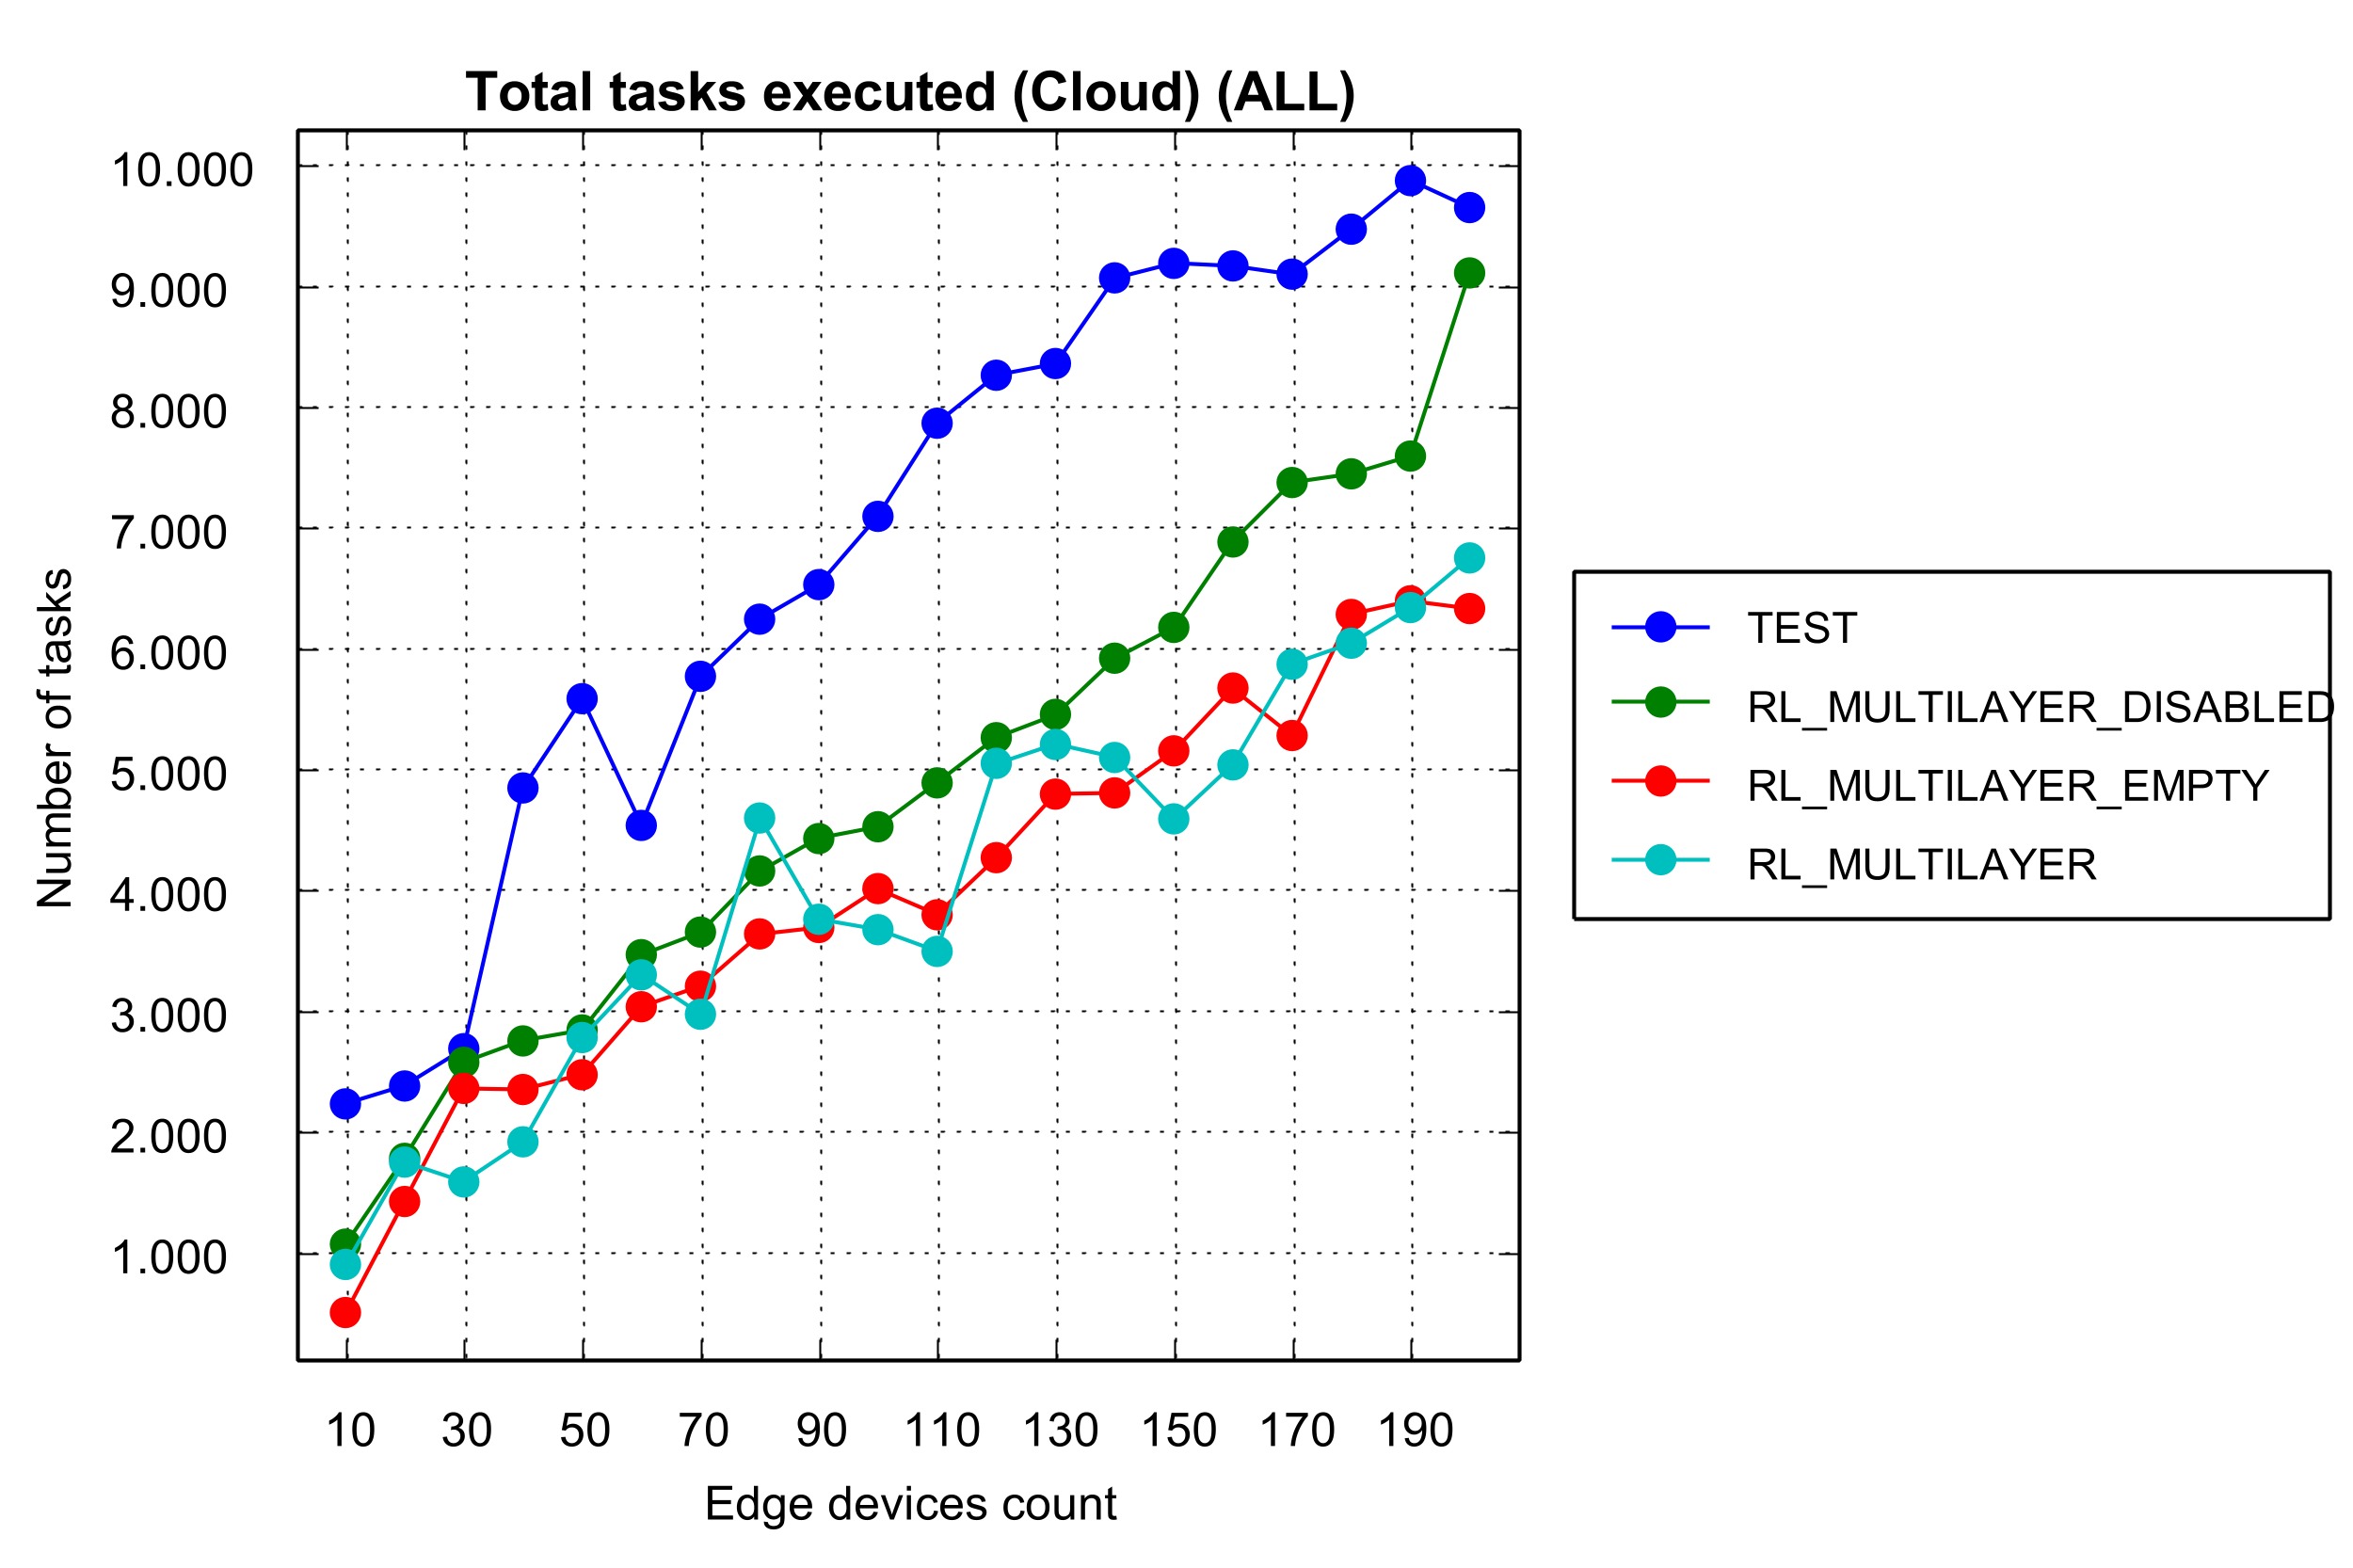 Total tasks executed (Cloud) (ALL)
10.000
9.000
8.000
7.000
6.000
5.000
4.000
3.000
2.000
1.000
Number of tasks
10 30 50 70 90 110 130 150 170 190
Edge devices count
TEST
RL_MULTILAYER_DISABLED
RL_MULTILAYER_EMPTY
RL_MULTILAYER